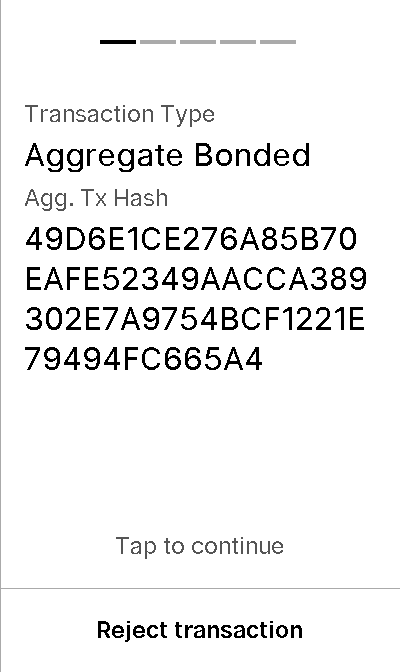 Transaction Type
Aggregate Bonded
Agg. Tx Hash
49D6E1CE276A85B70
EAFE52349AACCA389
302E7A9754BCF1221E
79494FC665A4
Tap to continue
Reject transaction